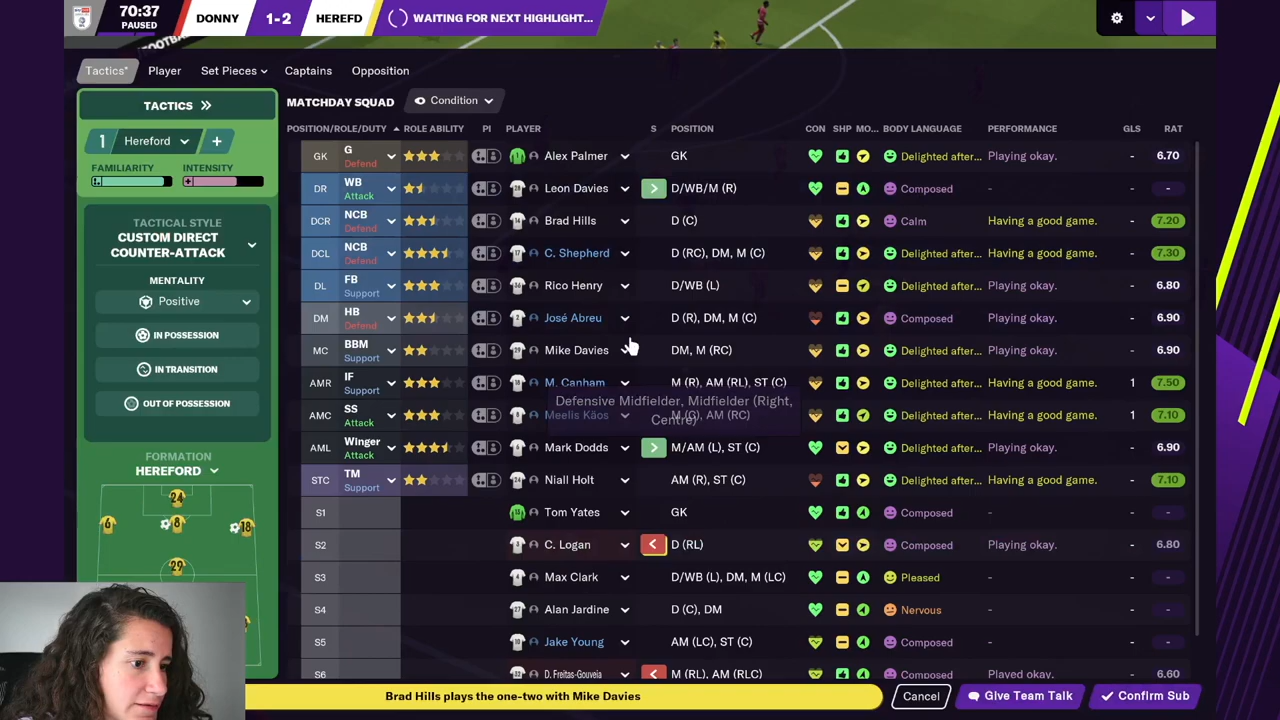 70:37
PAUSED
DONNY 1-2 HEREFD WAITING FOR NEXT HIGHLIGHT...
Tactics* Player Set Pieces Captains Opposition
TACTICS
1 Hereford +
FAMILIARITY INTENSITY
TACTICAL STYLE
CUSTOM DIRECT
COUNTER-ATTACK
MENTALITY
Positive
IN POSSESSION
IN TRANSITION
OUT OF POSSESSION
FORMATION
HEREFORD
24
6 8 18
29
MATCHDAY SQUAD Condition
POSITION/ROLE/DUTY ROLE ABILITY PI PLAYER S POSITION CON SHP MO... BODY LANGUAGE PERFORMANCE GLS RAT
GK G Defend Alex Palmer GK Delighted after... Playing okay. - 6.70
DR WB Attack Leon Davies D/WB/M (R) Composed - - -
DCR NCB Defend Brad Hills D (C) Calm Having a good game. - 7.20
DCL NCB Defend C. Shepherd D (RC), DM, M (C) Delighted after... Having a good game. - 7.30
DL FB Support Rico Henry D/WB (L) Delighted after... Playing okay. - 6.80
DM HB Defend José Abreu D (R), DM, M (C) Composed Playing okay. - 6.90
MC BBM Support Mike Davies DM, M (RC) Delighted after... Playing okay. - 6.90
AMR IF Support M. Canham M (R), AM (RL), ST (C) Delighted after... Having a good game. 1 7.50
Defensive Midfielder, Midfielder (Right,
Centre)
AMC SS Attack Meelis Käos M (C), AM (RC) Delighted after... Having a good game. 1 7.10
AML Winger Attack Mark Dodds M/AM (L), ST (C) Delighted after... Playing okay. - 6.90
STC TM Support Niall Holt AM (R), ST (C) Delighted after... Having a good game. - 7.10
S1 Tom Yates GK Composed - - -
S2 C. Logan D (RL) Composed Playing okay. - 6.80
S3 Max Clark D/WB (L), DM, M (LC) Pleased - - -
S4 Alan Jardine D (C), DM Nervous - - -
S5 Jake Young AM (LC), ST (C) Composed - - -
S6 D. Freitas-Gouveia M (RL), AM (RLC) Composed Played okay. - 6.60
Brad Hills plays the one-two with Mike Davies
Cancel Give Team Talk Confirm Sub